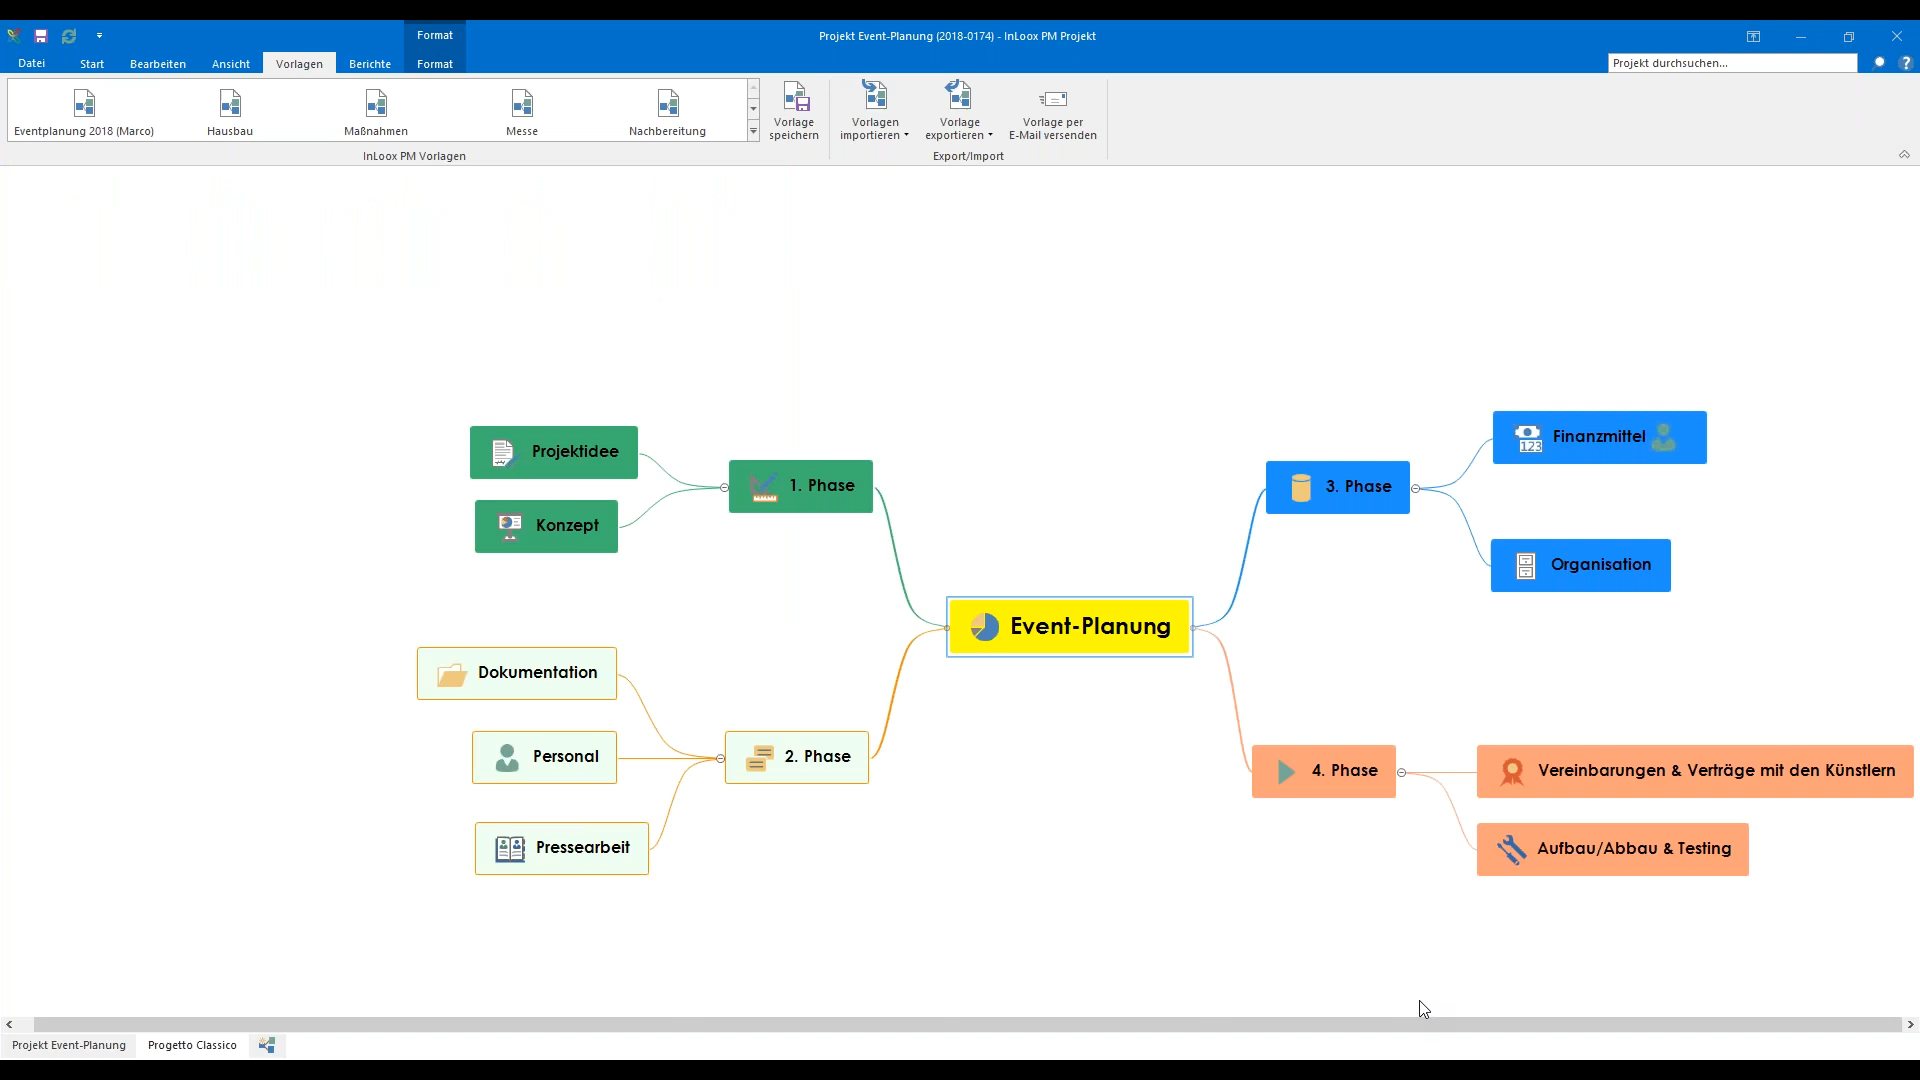 Format
Projekt Event-Planung (2018-0174) - InLoox PM Projekt
Datei
Start
Bearbeiten
Ansicht
Vorlagen
Berichte
Format
Projekt durchsuchen...
?
Eventplanung 2018 (Marco)
Hausbau
Maßnahmen
Messe
Nachbereitung
Vorlage
speichern
Vorlagen
importieren
Vorlage
exportieren
Vorlage per
E-Mail versenden
InLoox PM Vorlagen
Export/Import
Projektidee
Konzept
1. Phase
3. Phase
123
Finanzmittel
Organisation
Event-Planung
Dokumentation
Personal
Pressearbeit
2. Phase
4. Phase
Vereinbarungen & Verträge mit den Künstlern
Aufbau/Abbau & Testing
Projekt Event-Planung
Progetto Classico